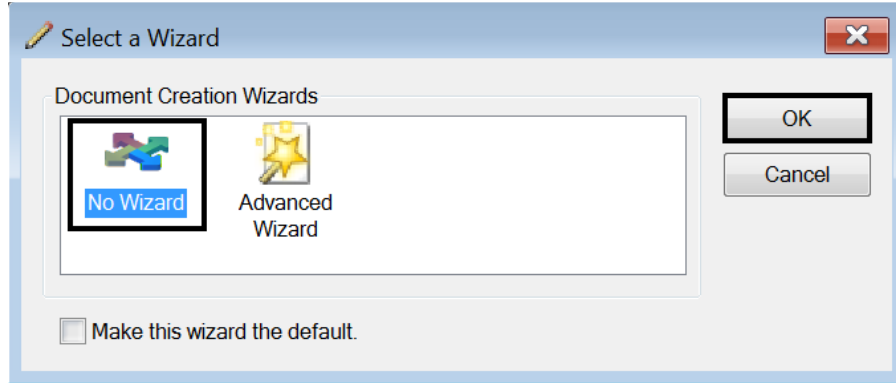 Select a Wizard
Document Creation Wizards
No Wizard
Advanced
Wizard
OK
Cancel
Make this wizard the default.